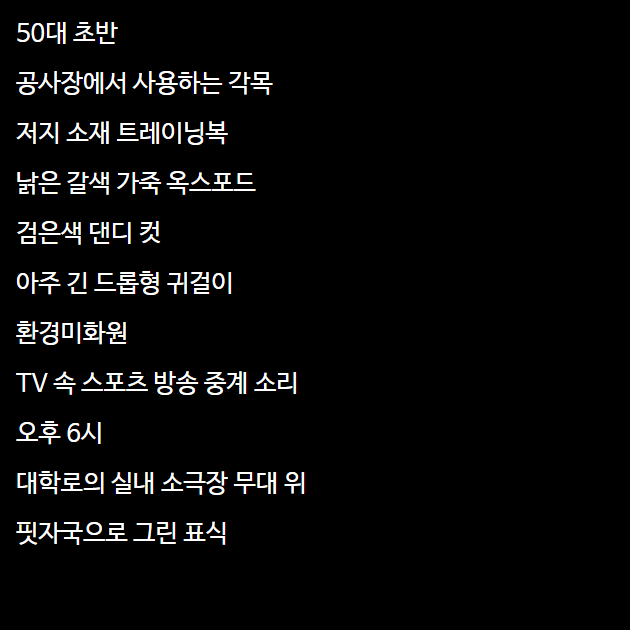 50대 초반
공사장에서 사용하는 각목
저지 소재 트레이닝복
낡은 갈색 가죽 옥스포드
검은색 댄디 컷
아주 긴 드롭형 귀걸이
환경미화원
TV 속 스포츠 방송 중계 소리
오후 6시
대학로의 실내 소극장 무대 위
핏자국으로 그린 표식